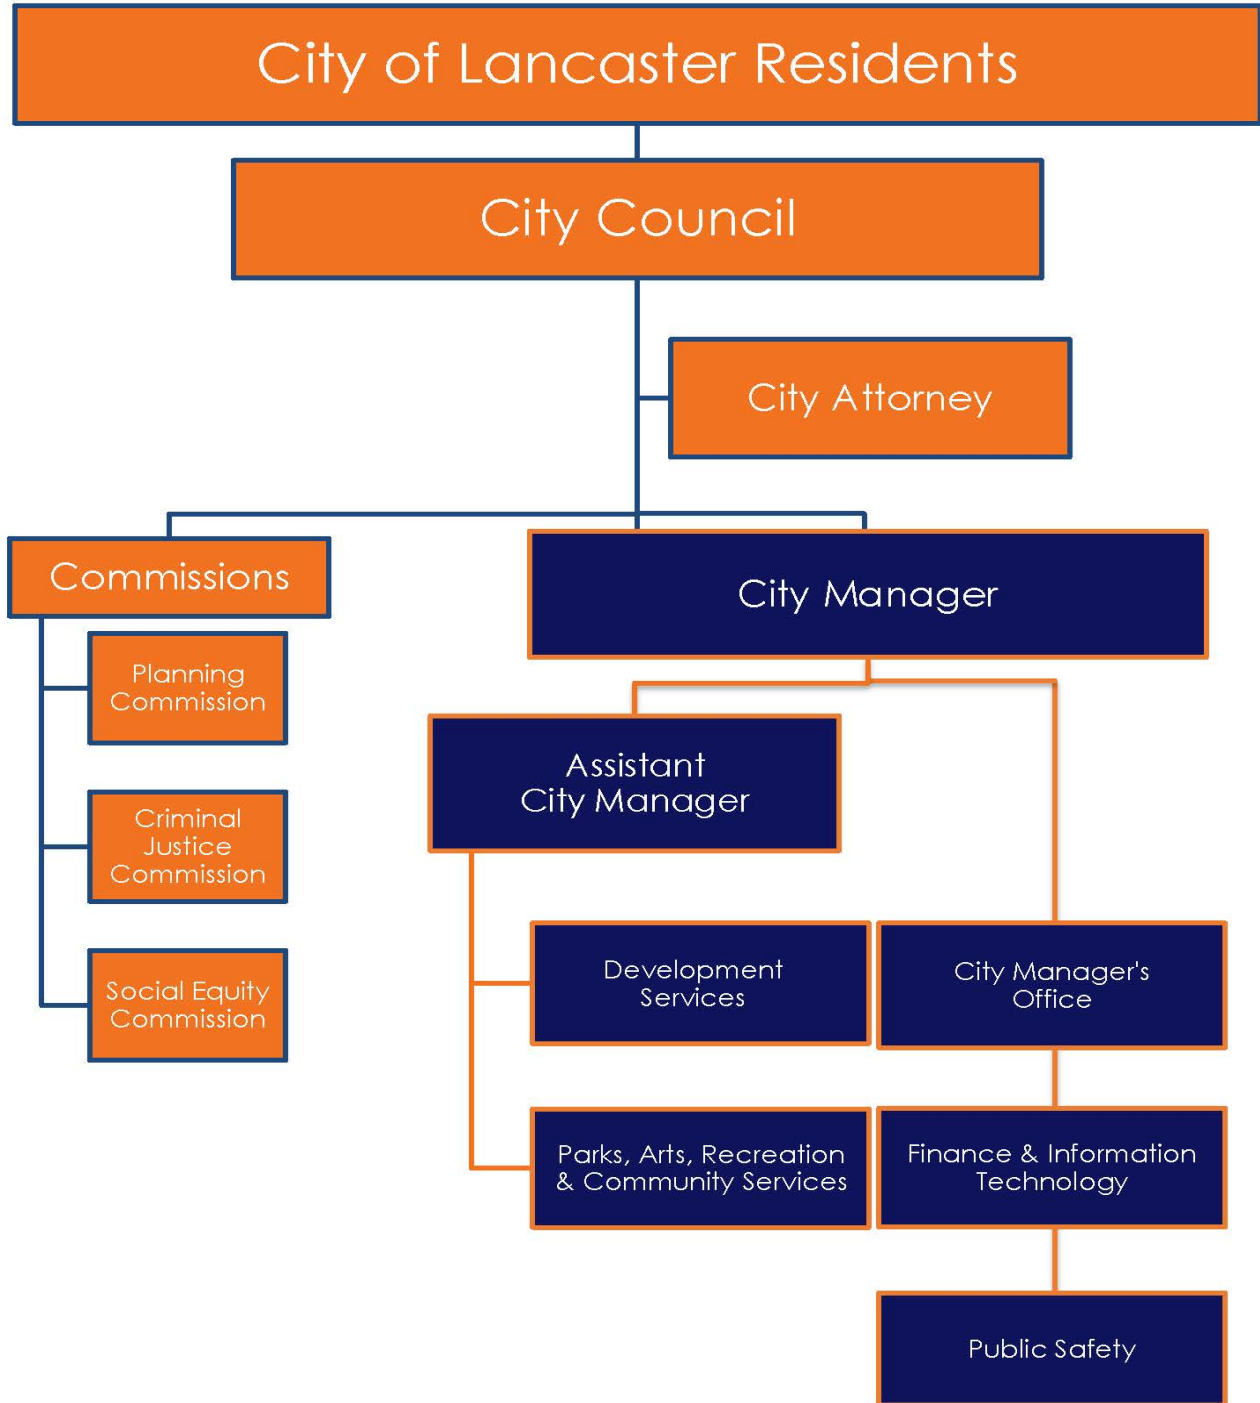 City of Lancaster Residents
City Council
City Attorney
Commissions
City Manager
Planning
Commission
Criminal
Justice
Commission
Social Equity
Commission
Assistant
City Manager
Development
Services
City Manager's
Office
Parks, Arts, Recreation
& Community Services
Finance & Information
Technology
Public Safety